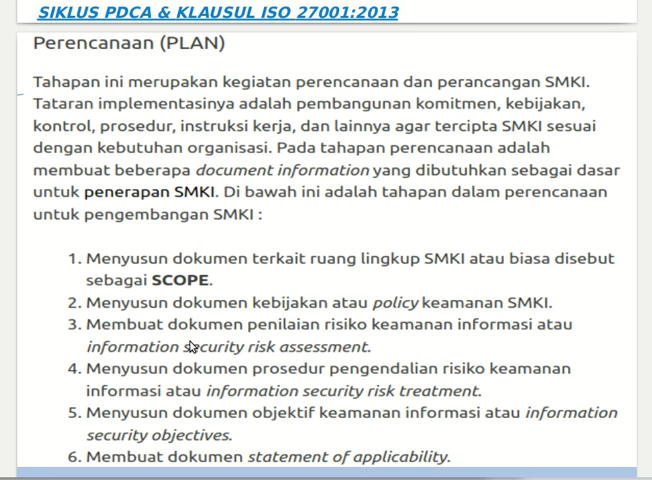 SIKLUS PDCA & KLAUSUL ISO 27001:2013
Perencanaan (PLAN)
Tahapan ini merupakan kegiatan perencanaan dan perancangan SMKI.
Tataran implementasinya adalah pembangunan komitmen, kebijakan,
kontrol, prosedur, instruksi kerja, dan lainnya agar tercipta SMKI sesuai
dengan kebutuhan organisasi. Pada tahapan perencanaan adalah
membuat beberapa document information yang dibutuhkan sebagai dasar
untuk penerapan SMKI. Di bawah ini adalah tahapan dalam perencanaan
untuk pengembangan SMKI :
1. Menyusun dokumen terkait ruang lingkup SMKI atau biasa disebut
sebagai SCOPE.
2. Menyusun dokumen kebijakan atau policy keamanan SMKI.
3. Membuat dokumen penilaian risiko keamanan informasi atau
information security risk assessment.
4. Menyusun dokumen prosedur pengendalian risiko keamanan
informasi atau information security risk treatment.
5. Menyusun dokumen objektif keamanan informasi atau information
security objectives.
6. Membuat dokumen statement of applicability.